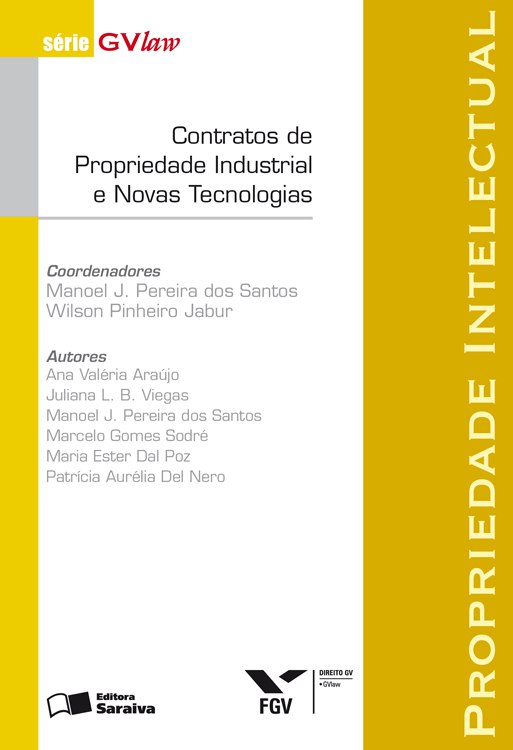 série GVlaw
Contratos de
Propriedade Industrial
e Novas Tecnologias
Coordenadores
Manoel J. Pereira dos Santos
Wilson Pinheiro Jabur
Autores
Ana Valéria Araújo
Juliana L. B. Viegas
Manoel J. Pereira dos Santos
Marcelo Gomes Sodré
Maria Ester Dal Poz
Patrícia Aurélia Del Nero
Editora
Saraiva
FGV
DIREITO GV
• GVlaw
PROPRIEDADE INTELECTUAL